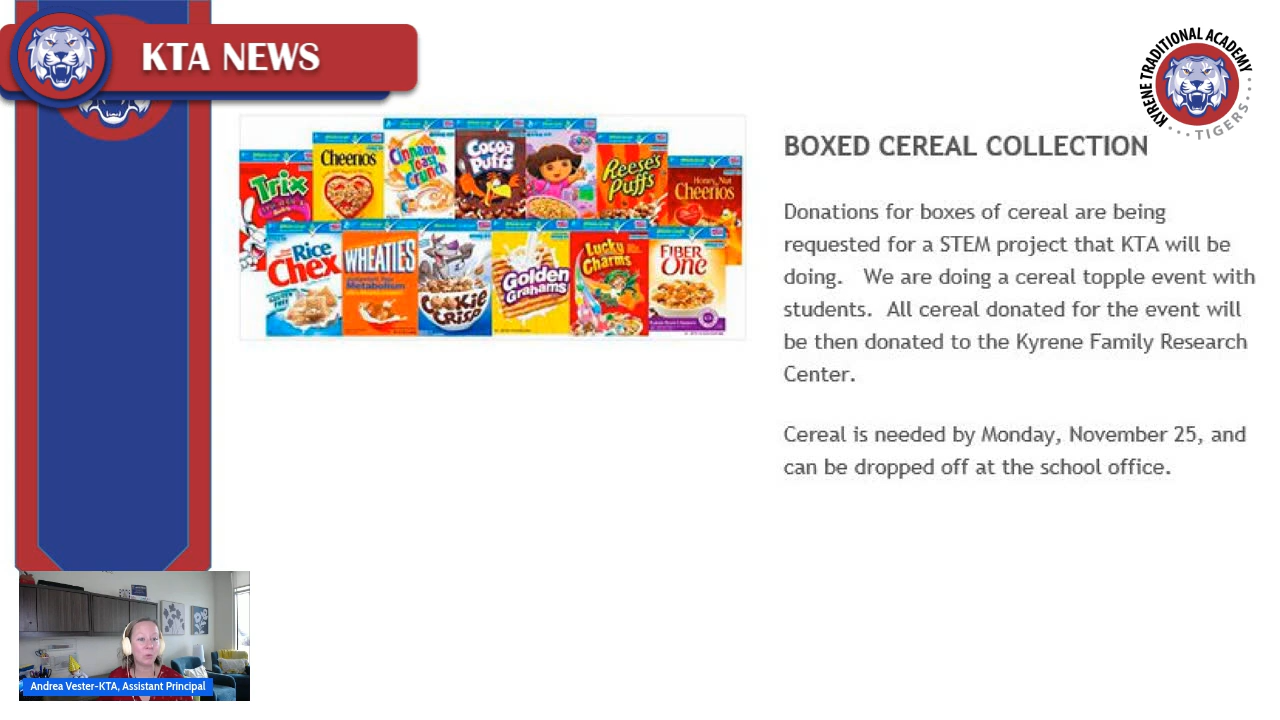 KTA NEWS
KYRENE TRADITIONAL ACADEMY
TIGERS
BOXED CEREAL COLLECTION
Donations for boxes of cereal are being
requested for a STEM project that KTA will be
doing. We are doing a cereal topple event with
students. All cereal donated for the event will
be then donated to the Kyrene Family Research
Center.
Cereal is needed by Monday, November 25, and
can be dropped off at the school office.
Trix
Cheerios
Cinnamon Toast Crunch
Cocoa Puffs
Reese's Puffs
Honey Nut Cheerios
Rice Chex
WHEATIES
Metabolism
COOKIE CRISP
Golden Grahams
Lucky Charms
FIBER One
Andrea Vester-KTA, Assistant Principal